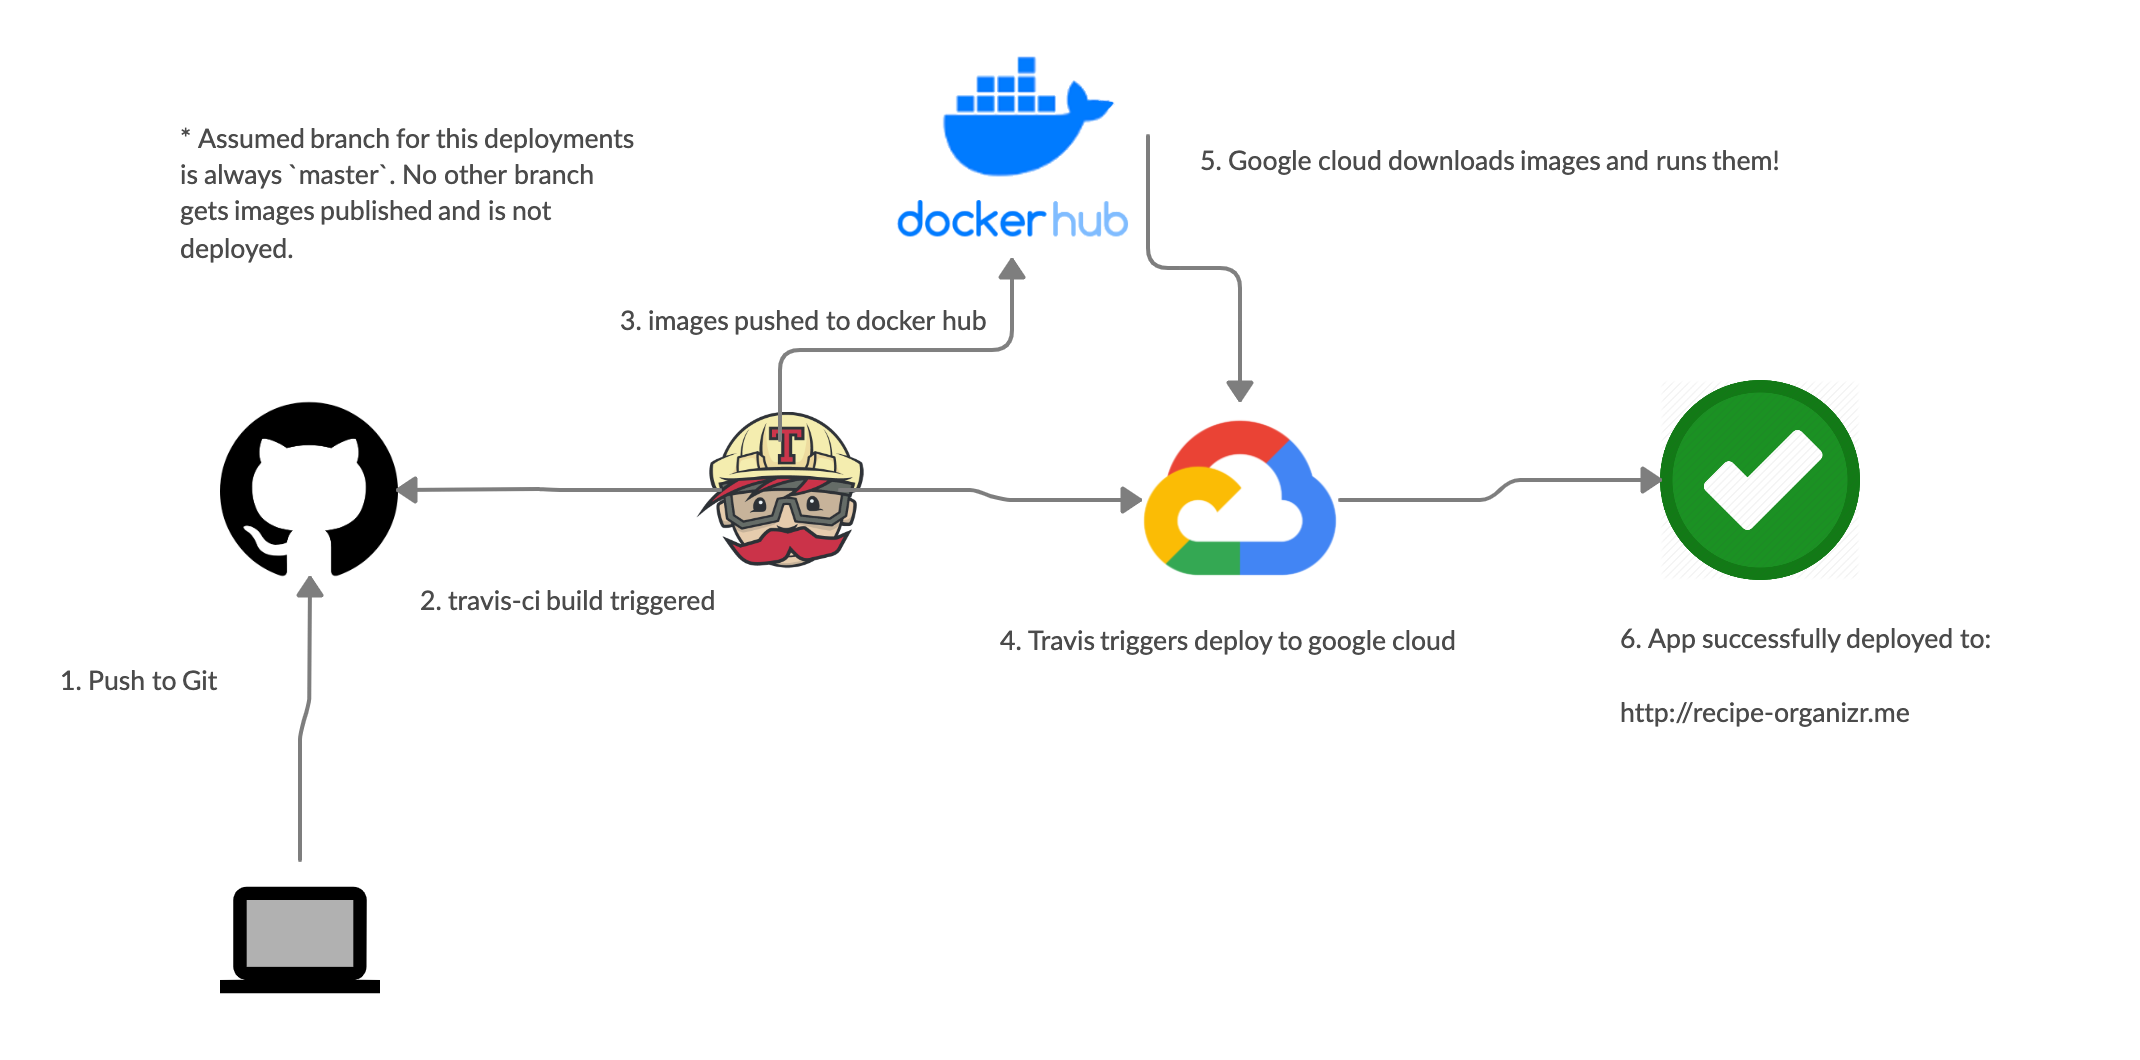 * Assumed branch for this deployments
is always `master`. No other branch
gets images published and is not
deployed.
docker hub
5. Google cloud downloads images and runs them!
3. images pushed to docker hub
T
2. travis-ci build triggered
4. Travis triggers deploy to google cloud
6. App successfully deployed to:
http://recipe-organizr.me
1. Push to Git